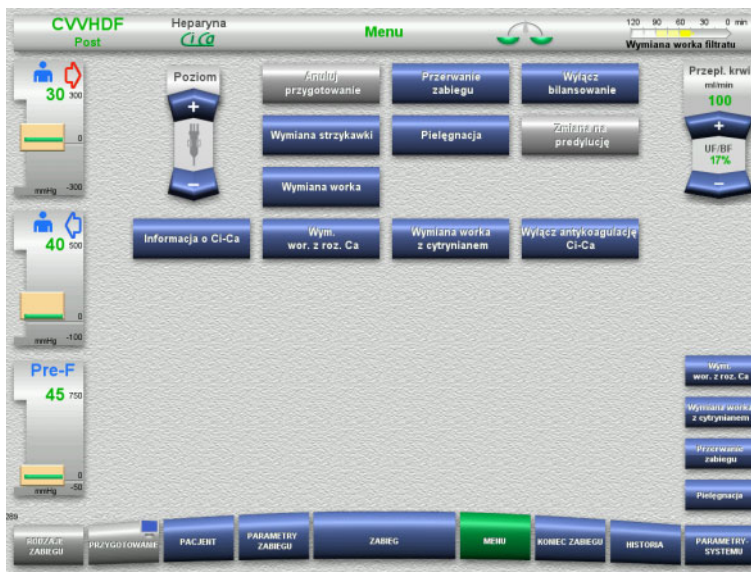 CVVHDF
Post
Heparyna
CiCa
Menu
120 90 60 30 0 min
Wymiana worka filtratu
30 300
0
mmHg -300
Poziom
+
−
Anuluj
przygotowanie
Przerwanie
zabiegu
Wyłącz
bilansowanie
Wymiana strzykawki
Pielęgnacja
Zmiana na
predylucję
Wymiana worka
Przepł. krwi
ml/min
100
+
UF/BF
17%
−
40 500
0
mmHg -100
Informacja o Ci-Ca
Wym.
wor. z roz. Ca
Wymiana worka
z cytrynianem
Wyłącz antykoagulację
Ci-Ca
Pre-F
45 750
0
mmHg -50
Wym.
wor. z roz. Ca
Wymiana worka
z cytrynianem
Przerwanie
zabiegu
Pielęgnacja
289
RODZAJE
ZABIEGU
PRZYGOTOWANIE
PACJENT
PARAMETRY
ZABIEGU
ZABIEG
MENU
KONIEC ZABIEGU
HISTORIA
PARAMETRY-
SYSTEMU